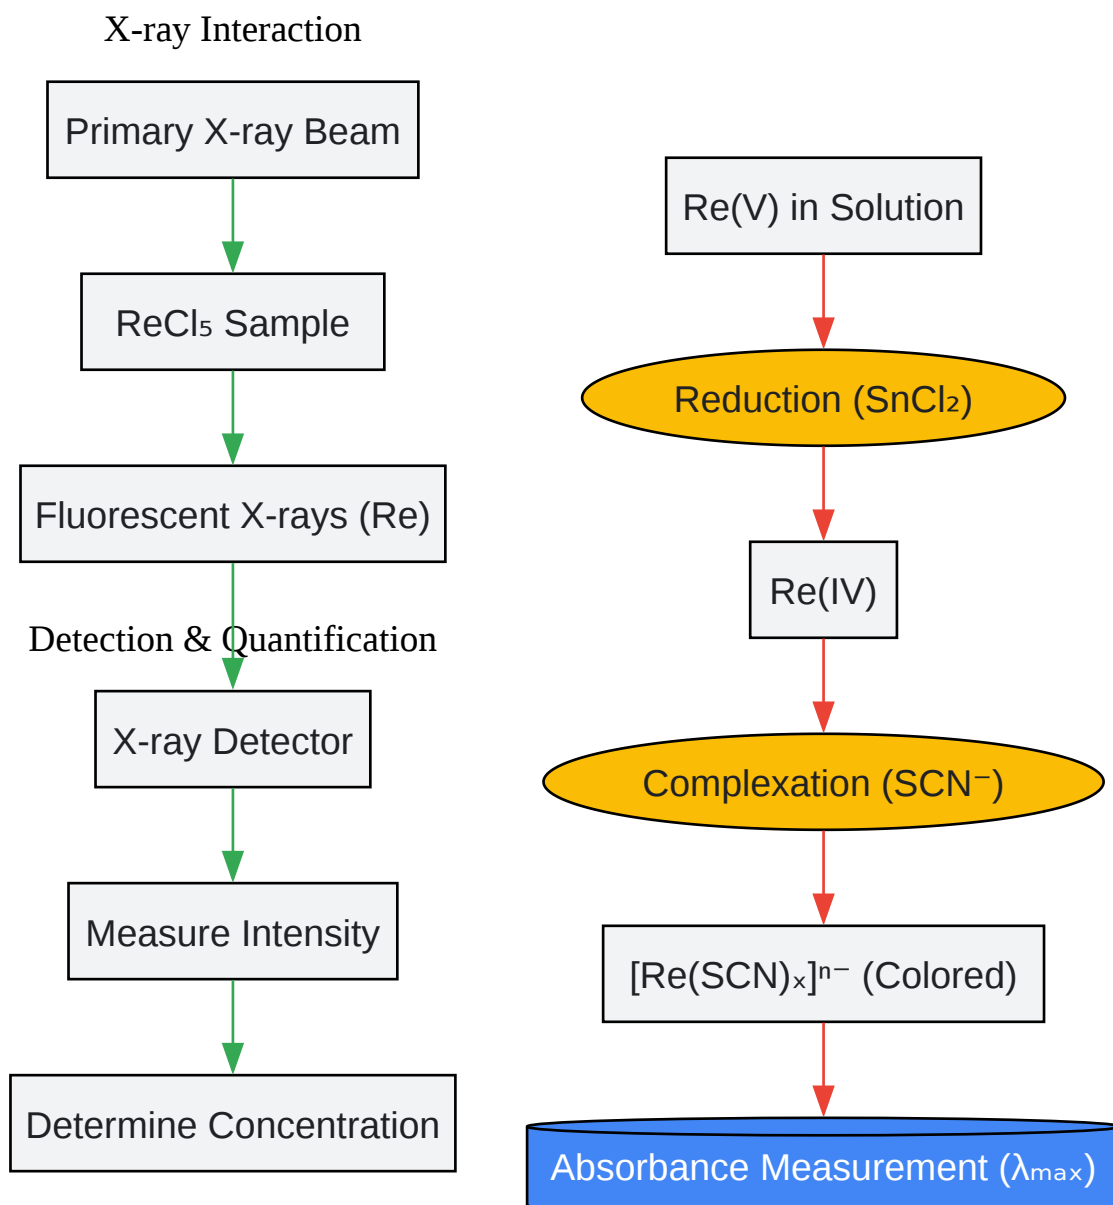 X-ray Interaction
Primary X-ray Beam
ReCl₅ Sample
Fluorescent X-rays (Re)
Detection & Quantification
X-ray Detector
Measure Intensity
Determine Concentration
Re(V) in Solution
Reduction (SnCl₂)
Re(IV)
Complexation (SCN⁻)
[Re(SCN)ₓ]ⁿ⁻ (Colored)
Absorbance Measurement (λₘₐₓ)